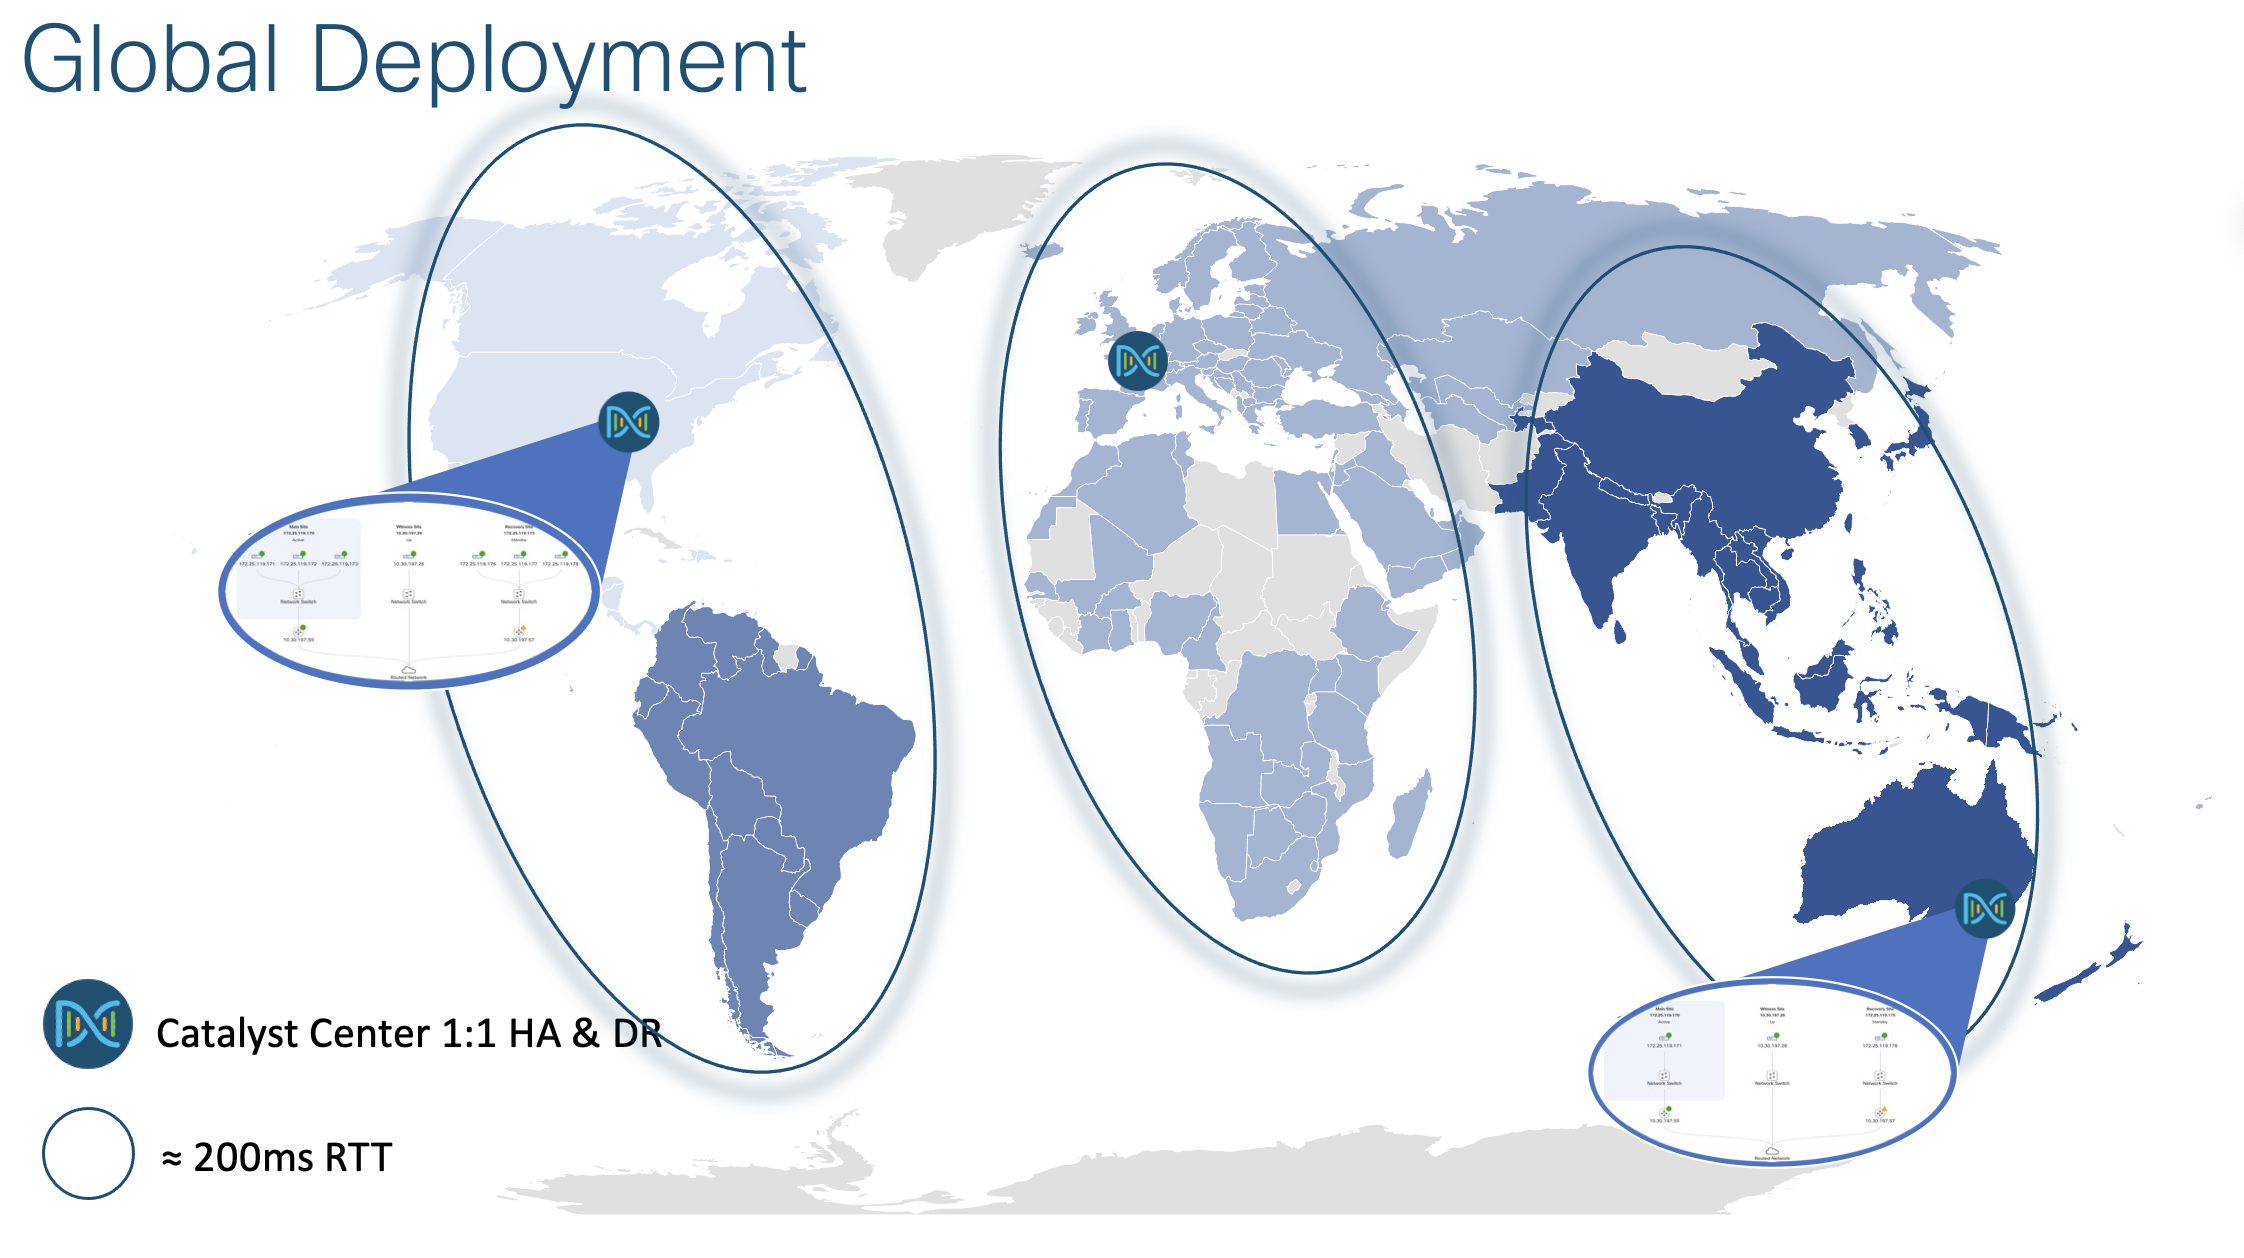 Global Deployment
Main Site
172.25.119.170
Active
Witness Site
10.30.197.26
Up
Recovery Site
172.25.119.175
Standby
172.25.119.171 172.25.119.172 172.25.119.173 10.30.197.26 172.25.119.176 172.25.119.177 172.25.119.178
Network Switch Network Switch Network Switch
10.30.197.55 10.30.197.57
Routed Network
Catalyst Center 1:1 HA & DR
≈ 200ms RTT
Main Site
172.25.119.170
Active
Witness Site
10.30.197.26
Up
Recovery Site
172.25.119.175
Standby
172.25.119.171 10.30.197.26 172.25.119.176
Network Switch Network Switch Network Switch
10.30.197.55 10.30.197.57
Routed Network